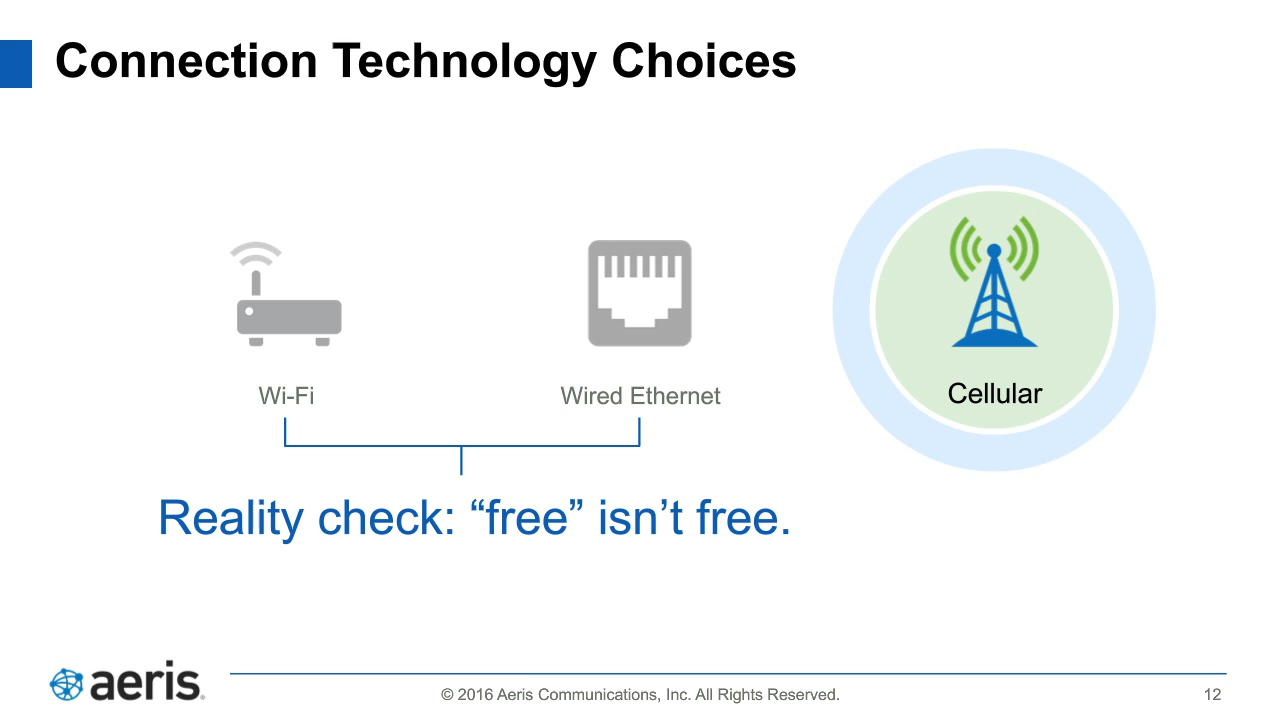 Connection Technology Choices
Wi-Fi
Wired Ethernet
Cellular
Reality check: “free” isn’t free.
aeris
© 2016 Aeris Communications, Inc. All Rights Reserved.
12